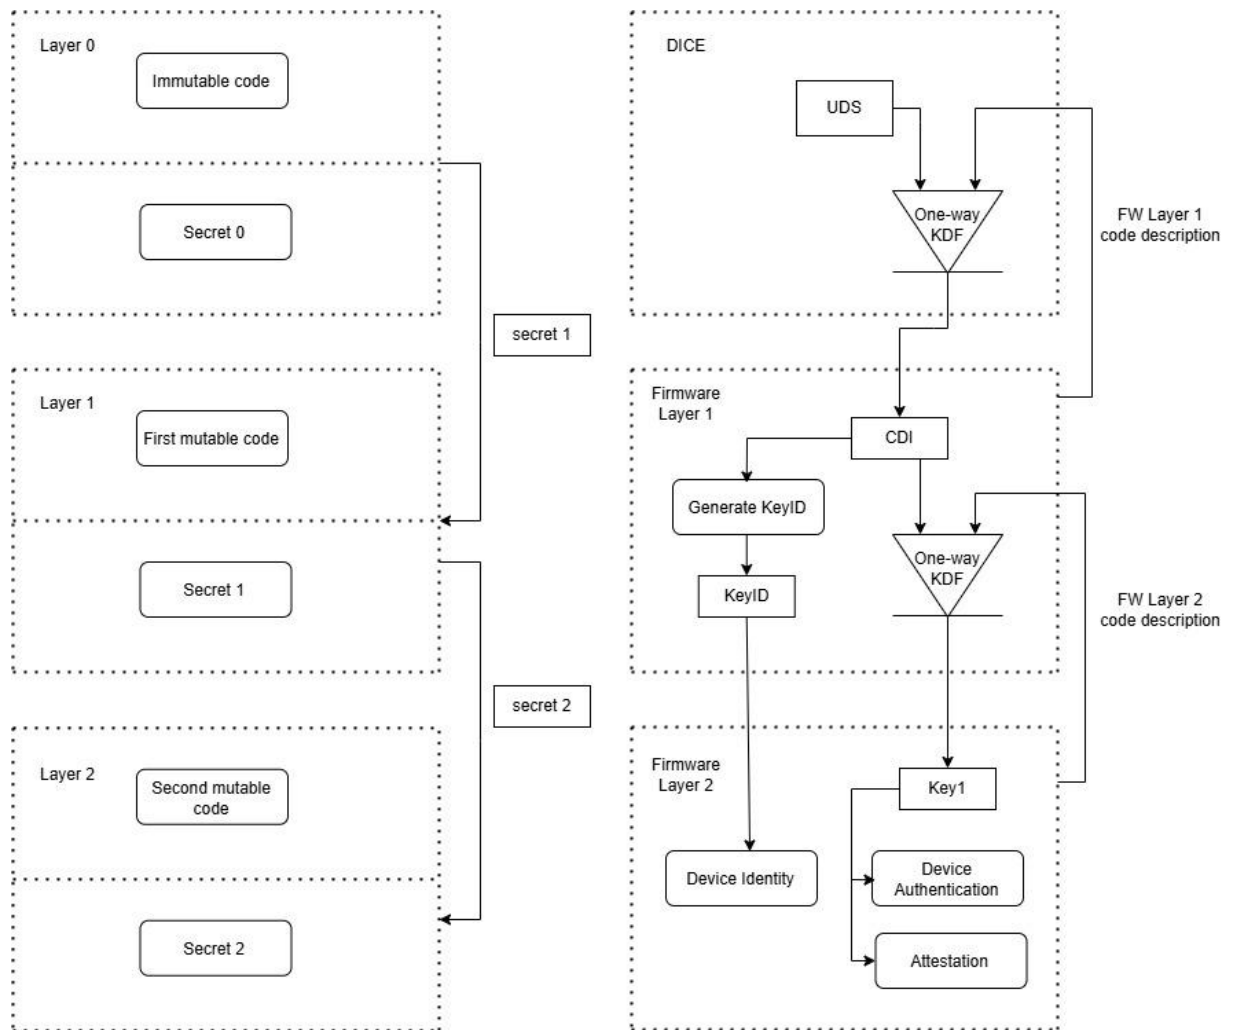 Layer 0
Immutable code
Secret 0
secret 1
Layer 1
First mutable code
Secret 1
secret 2
Layer 2
Second mutable
code
Secret 2
DICE
UDS
One-way
KDF
FW Layer 1
code description
Firmware
Layer 1
CDI
Generate KeyID
KeyID
One-way
KDF
FW Layer 2
code description
Firmware
Layer 2
Key1
Device Identity
Device
Authentication
Attestation